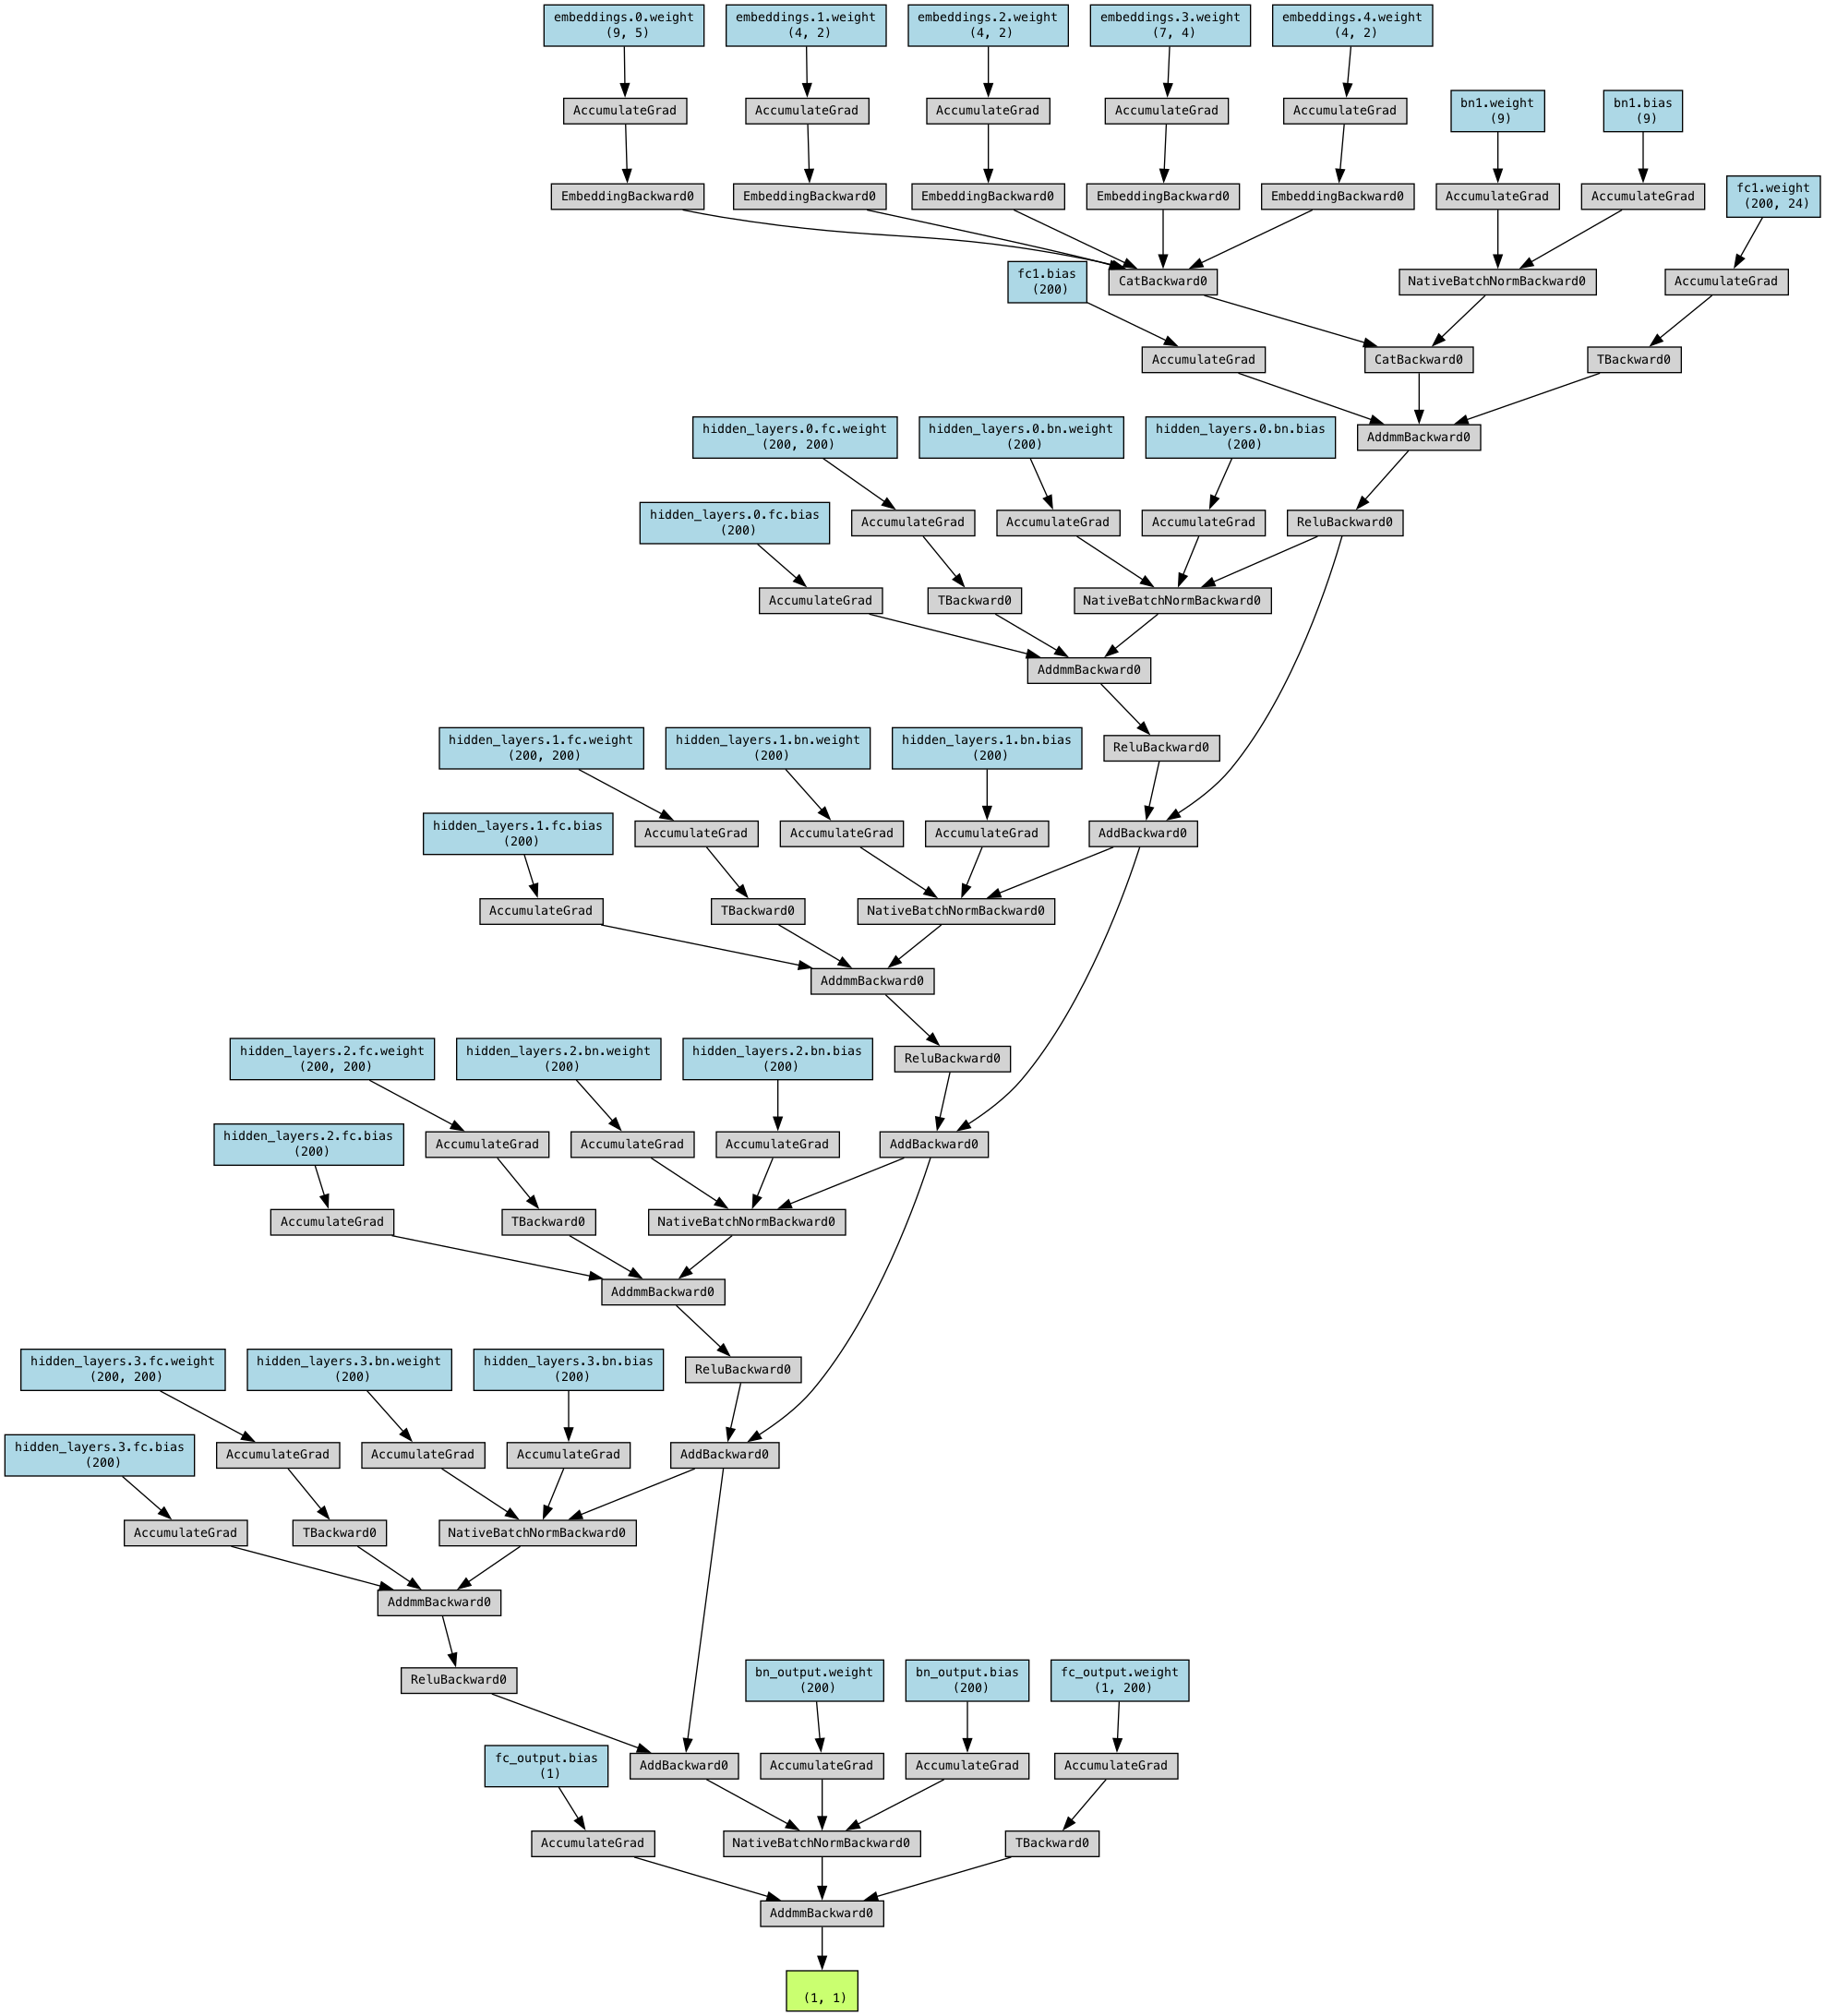 embeddings.0.weight
(9, 5)
embeddings.1.weight
(4, 2)
embeddings.2.weight
(4, 2)
embeddings.3.weight
(7, 4)
embeddings.4.weight
(4, 2)
AccumulateGrad
AccumulateGrad
AccumulateGrad
AccumulateGrad
AccumulateGrad
bn1.weight
(9)
bn1.bias
(9)
EmbeddingBackward0
EmbeddingBackward0
EmbeddingBackward0
EmbeddingBackward0
EmbeddingBackward0
AccumulateGrad
AccumulateGrad
fc1.weight
(200, 24)
fc1.bias
(200)
CatBackward0
NativeBatchNormBackward0
AccumulateGrad
AccumulateGrad
CatBackward0
TBackward0
hidden_layers.0.fc.weight
(200, 200)
hidden_layers.0.bn.weight
(200)
hidden_layers.0.bn.bias
(200)
AddmmBackward0
hidden_layers.0.fc.bias
(200)
AccumulateGrad
AccumulateGrad
AccumulateGrad
ReluBackward0
AccumulateGrad
TBackward0
NativeBatchNormBackward0
AddmmBackward0
hidden_layers.1.fc.weight
(200, 200)
hidden_layers.1.bn.weight
(200)
hidden_layers.1.bn.bias
(200)
ReluBackward0
hidden_layers.1.fc.bias
(200)
AccumulateGrad
AccumulateGrad
AccumulateGrad
AddBackward0
AccumulateGrad
TBackward0
NativeBatchNormBackward0
AddmmBackward0
hidden_layers.2.fc.weight
(200, 200)
hidden_layers.2.bn.weight
(200)
hidden_layers.2.bn.bias
(200)
ReluBackward0
hidden_layers.2.fc.bias
(200)
AccumulateGrad
AccumulateGrad
AccumulateGrad
AddBackward0
AccumulateGrad
TBackward0
NativeBatchNormBackward0
AddmmBackward0
hidden_layers.3.fc.weight
(200, 200)
hidden_layers.3.bn.weight
(200)
hidden_layers.3.bn.bias
(200)
ReluBackward0
hidden_layers.3.fc.bias
(200)
AccumulateGrad
AccumulateGrad
AccumulateGrad
AddBackward0
AccumulateGrad
TBackward0
NativeBatchNormBackward0
AddmmBackward0
ReluBackward0
bn_output.weight
(200)
bn_output.bias
(200)
fc_output.weight
(1, 200)
fc_output.bias
(1)
AddBackward0
AccumulateGrad
AccumulateGrad
AccumulateGrad
AccumulateGrad
NativeBatchNormBackward0
TBackward0
AddmmBackward0
(1, 1)